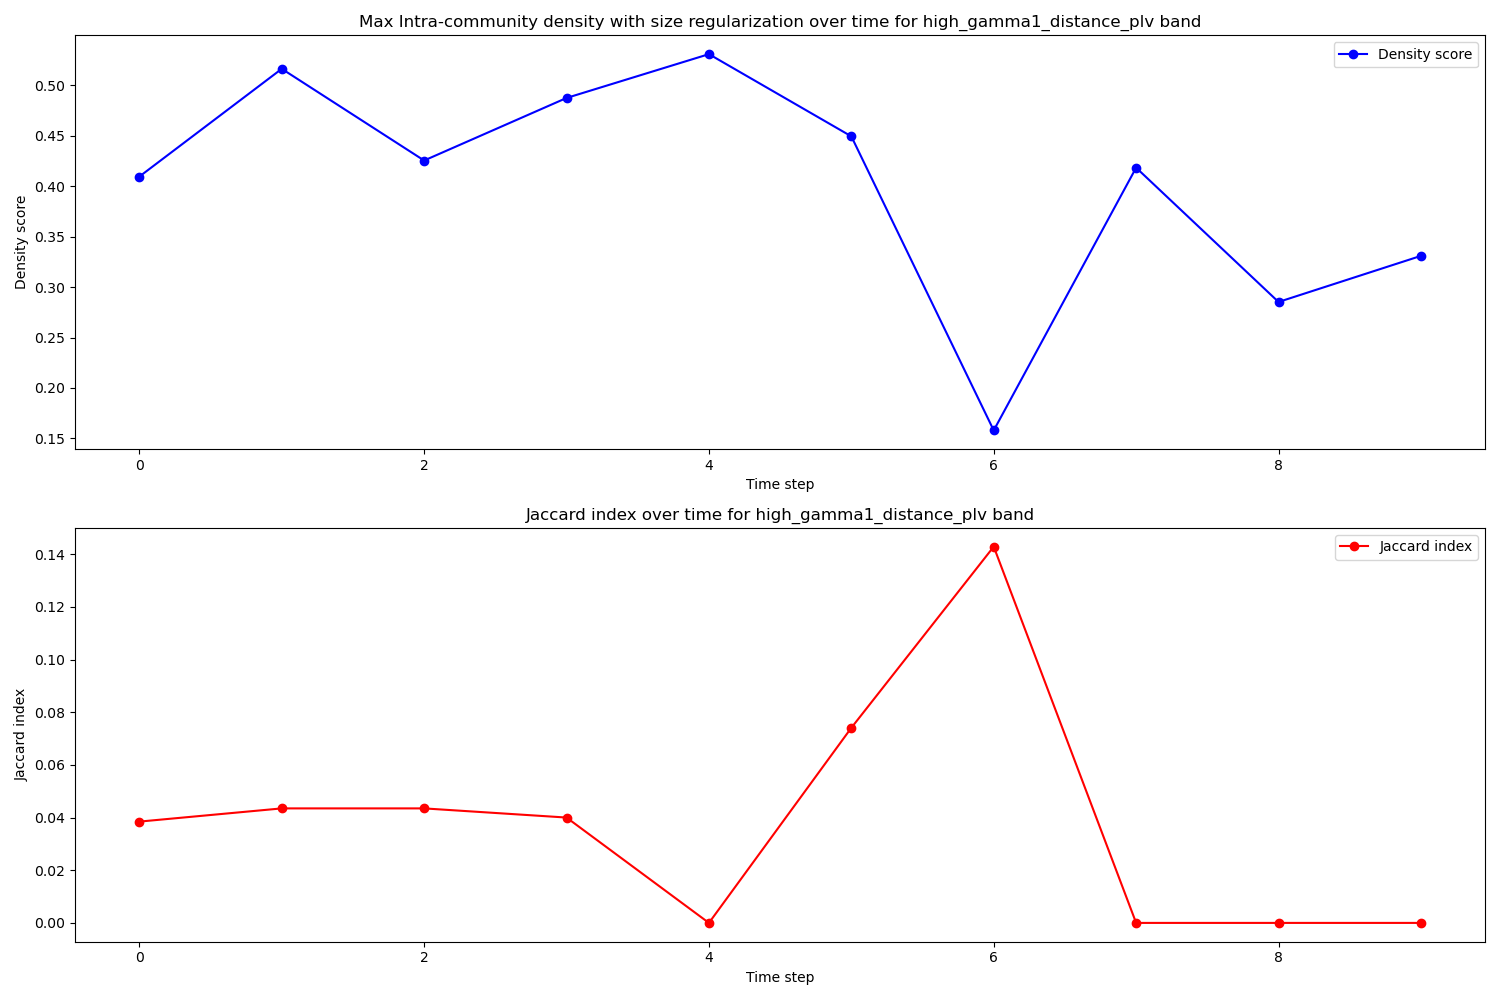 Max Intra-community density with size regularization over time for high_gamma1_distance_plv band
Density score
0.50
0.45
0.40
0.35
0.30
0.25
0.20
0.15
Density score
0 2 4 6 8
Time step
Jaccard index over time for high_gamma1_distance_plv band
Jaccard index
0.14
0.12
0.10
0.08
0.06
0.04
0.02
0.00
Jaccard index
0 2 4 6 8
Time step